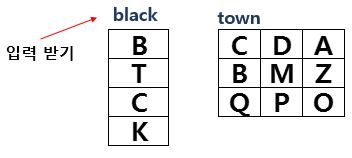 black
town
입력 받기
B
T
C
K
C D A
B M Z
Q P O